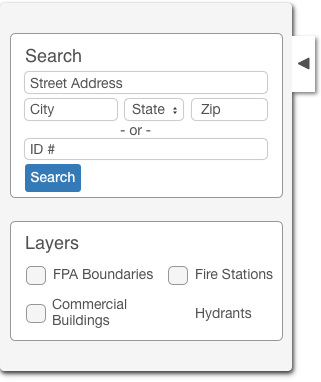 Search
Street Address
City State Zip
- or -
ID #
Search
Layers
FPA Boundaries Fire Stations
Commercial
Buildings
Hydrants